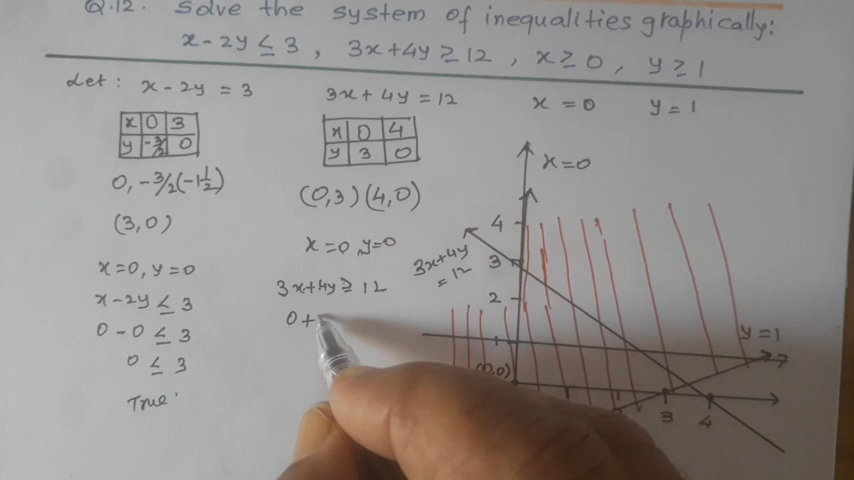 Q.12. Solve the system of inequalities graphically:
x - 2y ≤ 3 , 3x + 4y ≥ 12 , x ≥ 0 , y ≥ 1
Let : x - 2y = 3
x 0 3
y -3/2 0
0, -3/2 (-1 1/2)
(3, 0)
x = 0, y = 0
x - 2y ≤ 3
0 - 0 ≤ 3
0 ≤ 3
True.
3x + 4y = 12
x 0 4
y 3 0
(0,3) (4,0)
x = 0, y = 0
3x + 4y ≥ 12
0 +
x = 0
y = 1
x = 0
4
3x + 4y
= 12
3
2
1
y = 1
(0,0)
3
4